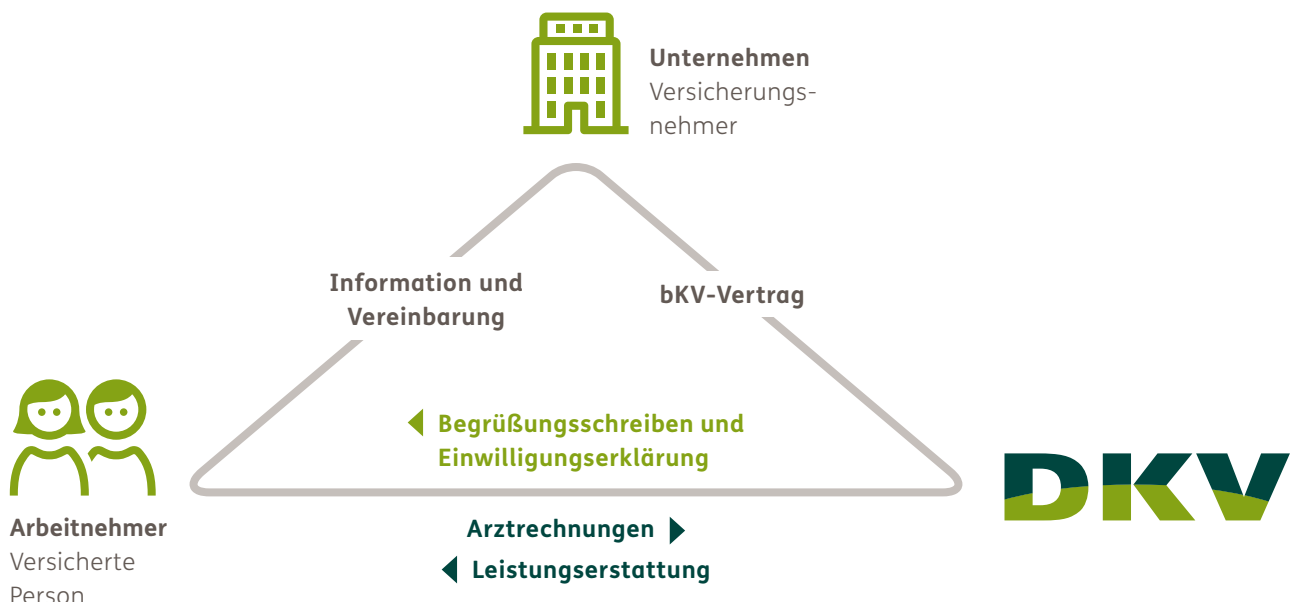 Unternehmen
Versicherungs-
nehmer
Information und
Vereinbarung
bKV-Vertrag
Begrüßungsschreiben und
Einwilligungserklärung
Arbeitnehmer
Versicherte
Person
Arztrechnungen
Leistungserstattung
DKV